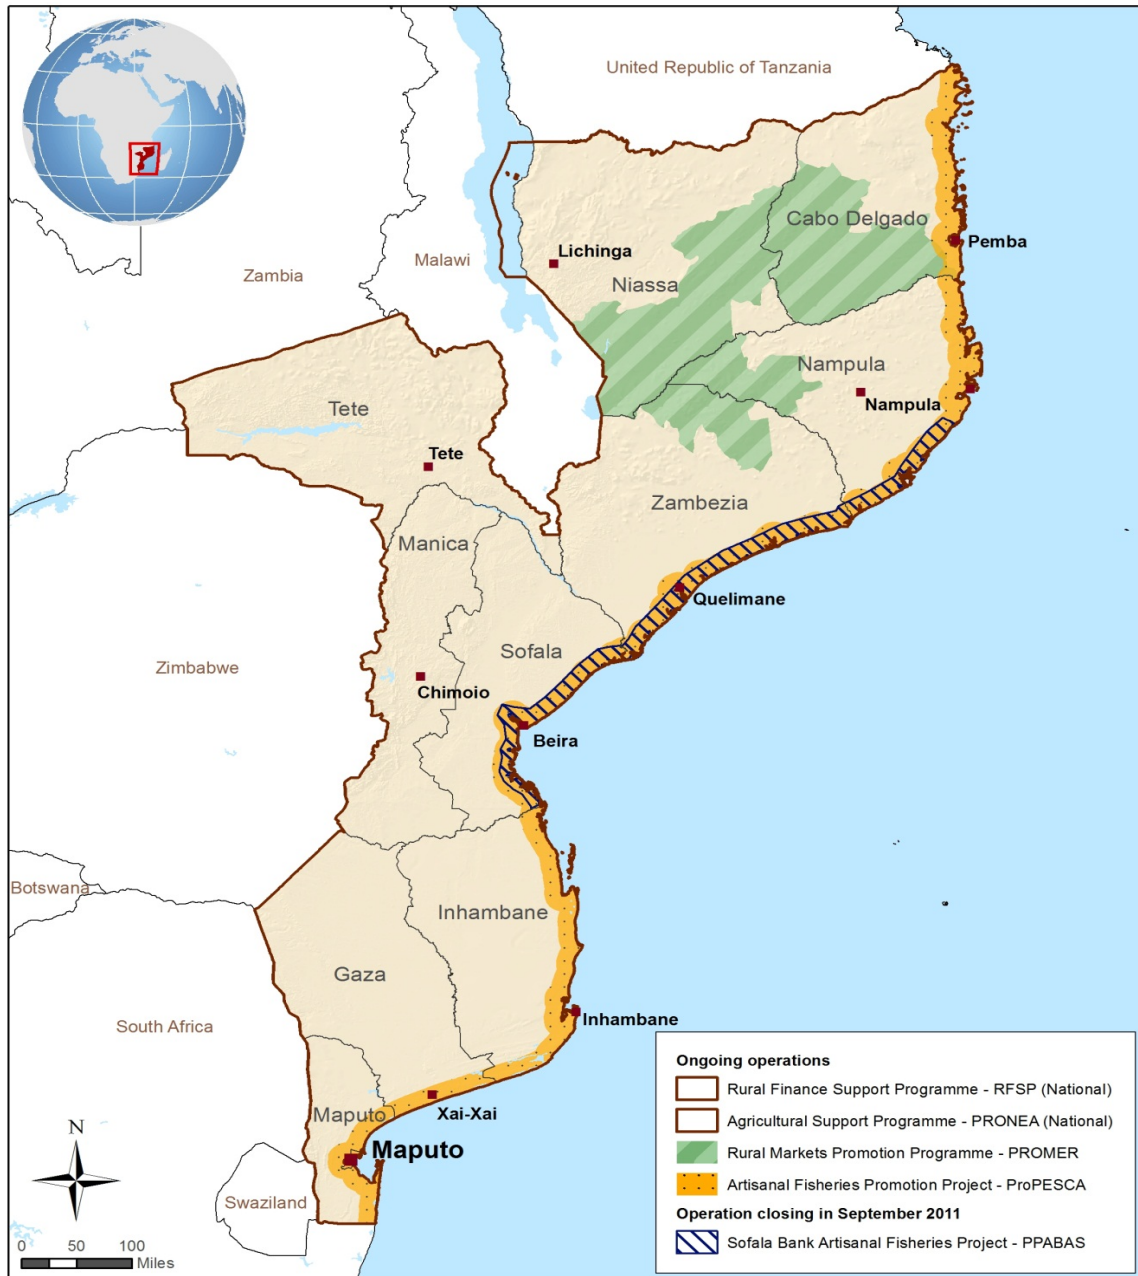 United Republic of Tanzania
Cabo Delgado
Pemba
Lichinga
Malawi
Zambia
Niassa
Nampula
Nampula
Tete
Tete
Zambezia
Manica
Quelimane
Sofala
Zimbabwe
Chimoio
Beira
Botswana
Inhambane
Gaza
Inhambane
South Africa
Xai-Xai
Maputo
Maputo
N
Swaziland
0 50 100
Miles
Ongoing operations
Rural Finance Support Programme - RFSP (National)
Agricultural Support Programme - PRONEA (National)
Rural Markets Promotion Programme - PROMER
Artisanal Fisheries Promotion Project - ProPESCA
Operation closing in September 2011
Sofala Bank Artisanal Fisheries Project - PPABAS